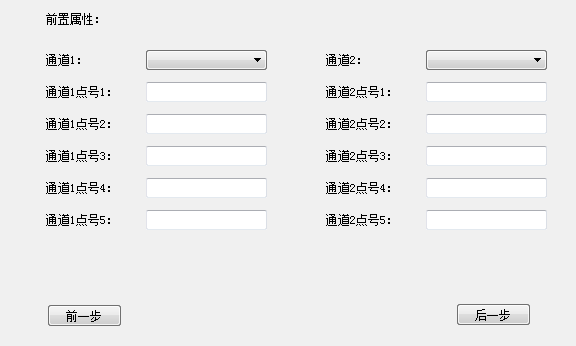 前置属性：
通道1： 通道2：
通道1点号1： 通道2点号1：
通道1点号2： 通道2点号2：
通道1点号3： 通道2点号3：
通道1点号4： 通道2点号4：
通道1点号5： 通道2点号5：
前一步 后一步